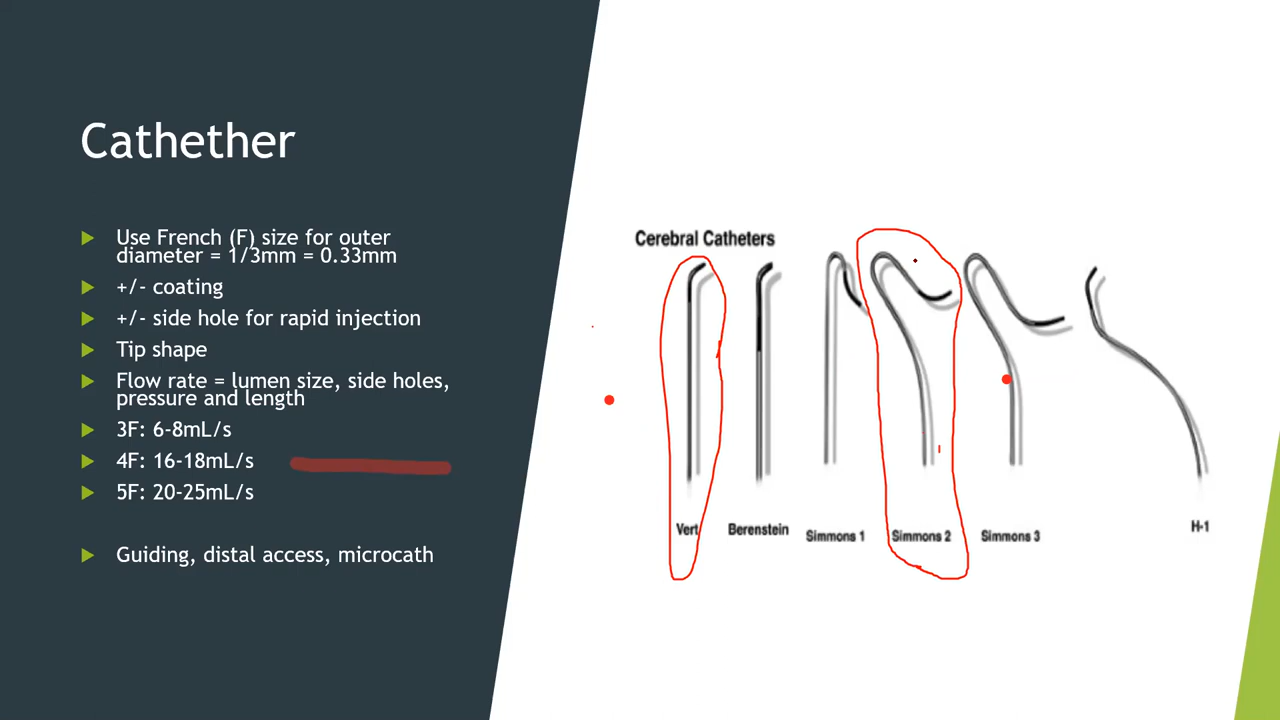 Cathether
Use French (F) size for outer
diameter = 1/3mm = 0.33mm
+/- coating
+/- side hole for rapid injection
Tip shape
Flow rate = lumen size, side holes,
pressure and length
3F: 6-8mL/s
4F: 16-18mL/s
5F: 20-25mL/s
Guiding, distal access, microcath
Cerebral Catheters
Vert
Berenstein
Simmons 1
Simmons 2
Simmons 3
H-1